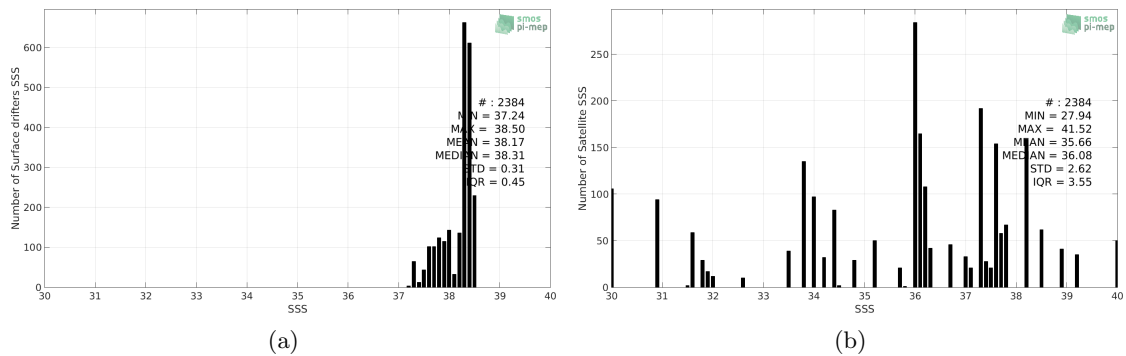 smos
pi-mep
Number of Surface drifters SSS
600
500
400
300
200
100
0
# : 2384
MIN = 37.24
MAX = 38.50
MEAN = 38.17
MEDIAN = 38.31
STD = 0.31
IQR = 0.45
30 31 32 33 34 35 36 37 38 39 40
SSS
(a)
smos
pi-mep
Number of Satellite SSS
250
200
150
100
50
0
# : 2384
MIN = 27.94
MAX = 41.52
MEAN = 35.66
MEDIAN = 36.08
STD = 2.62
IQR = 3.55
30 31 32 33 34 35 36 37 38 39 40
SSS
(b)